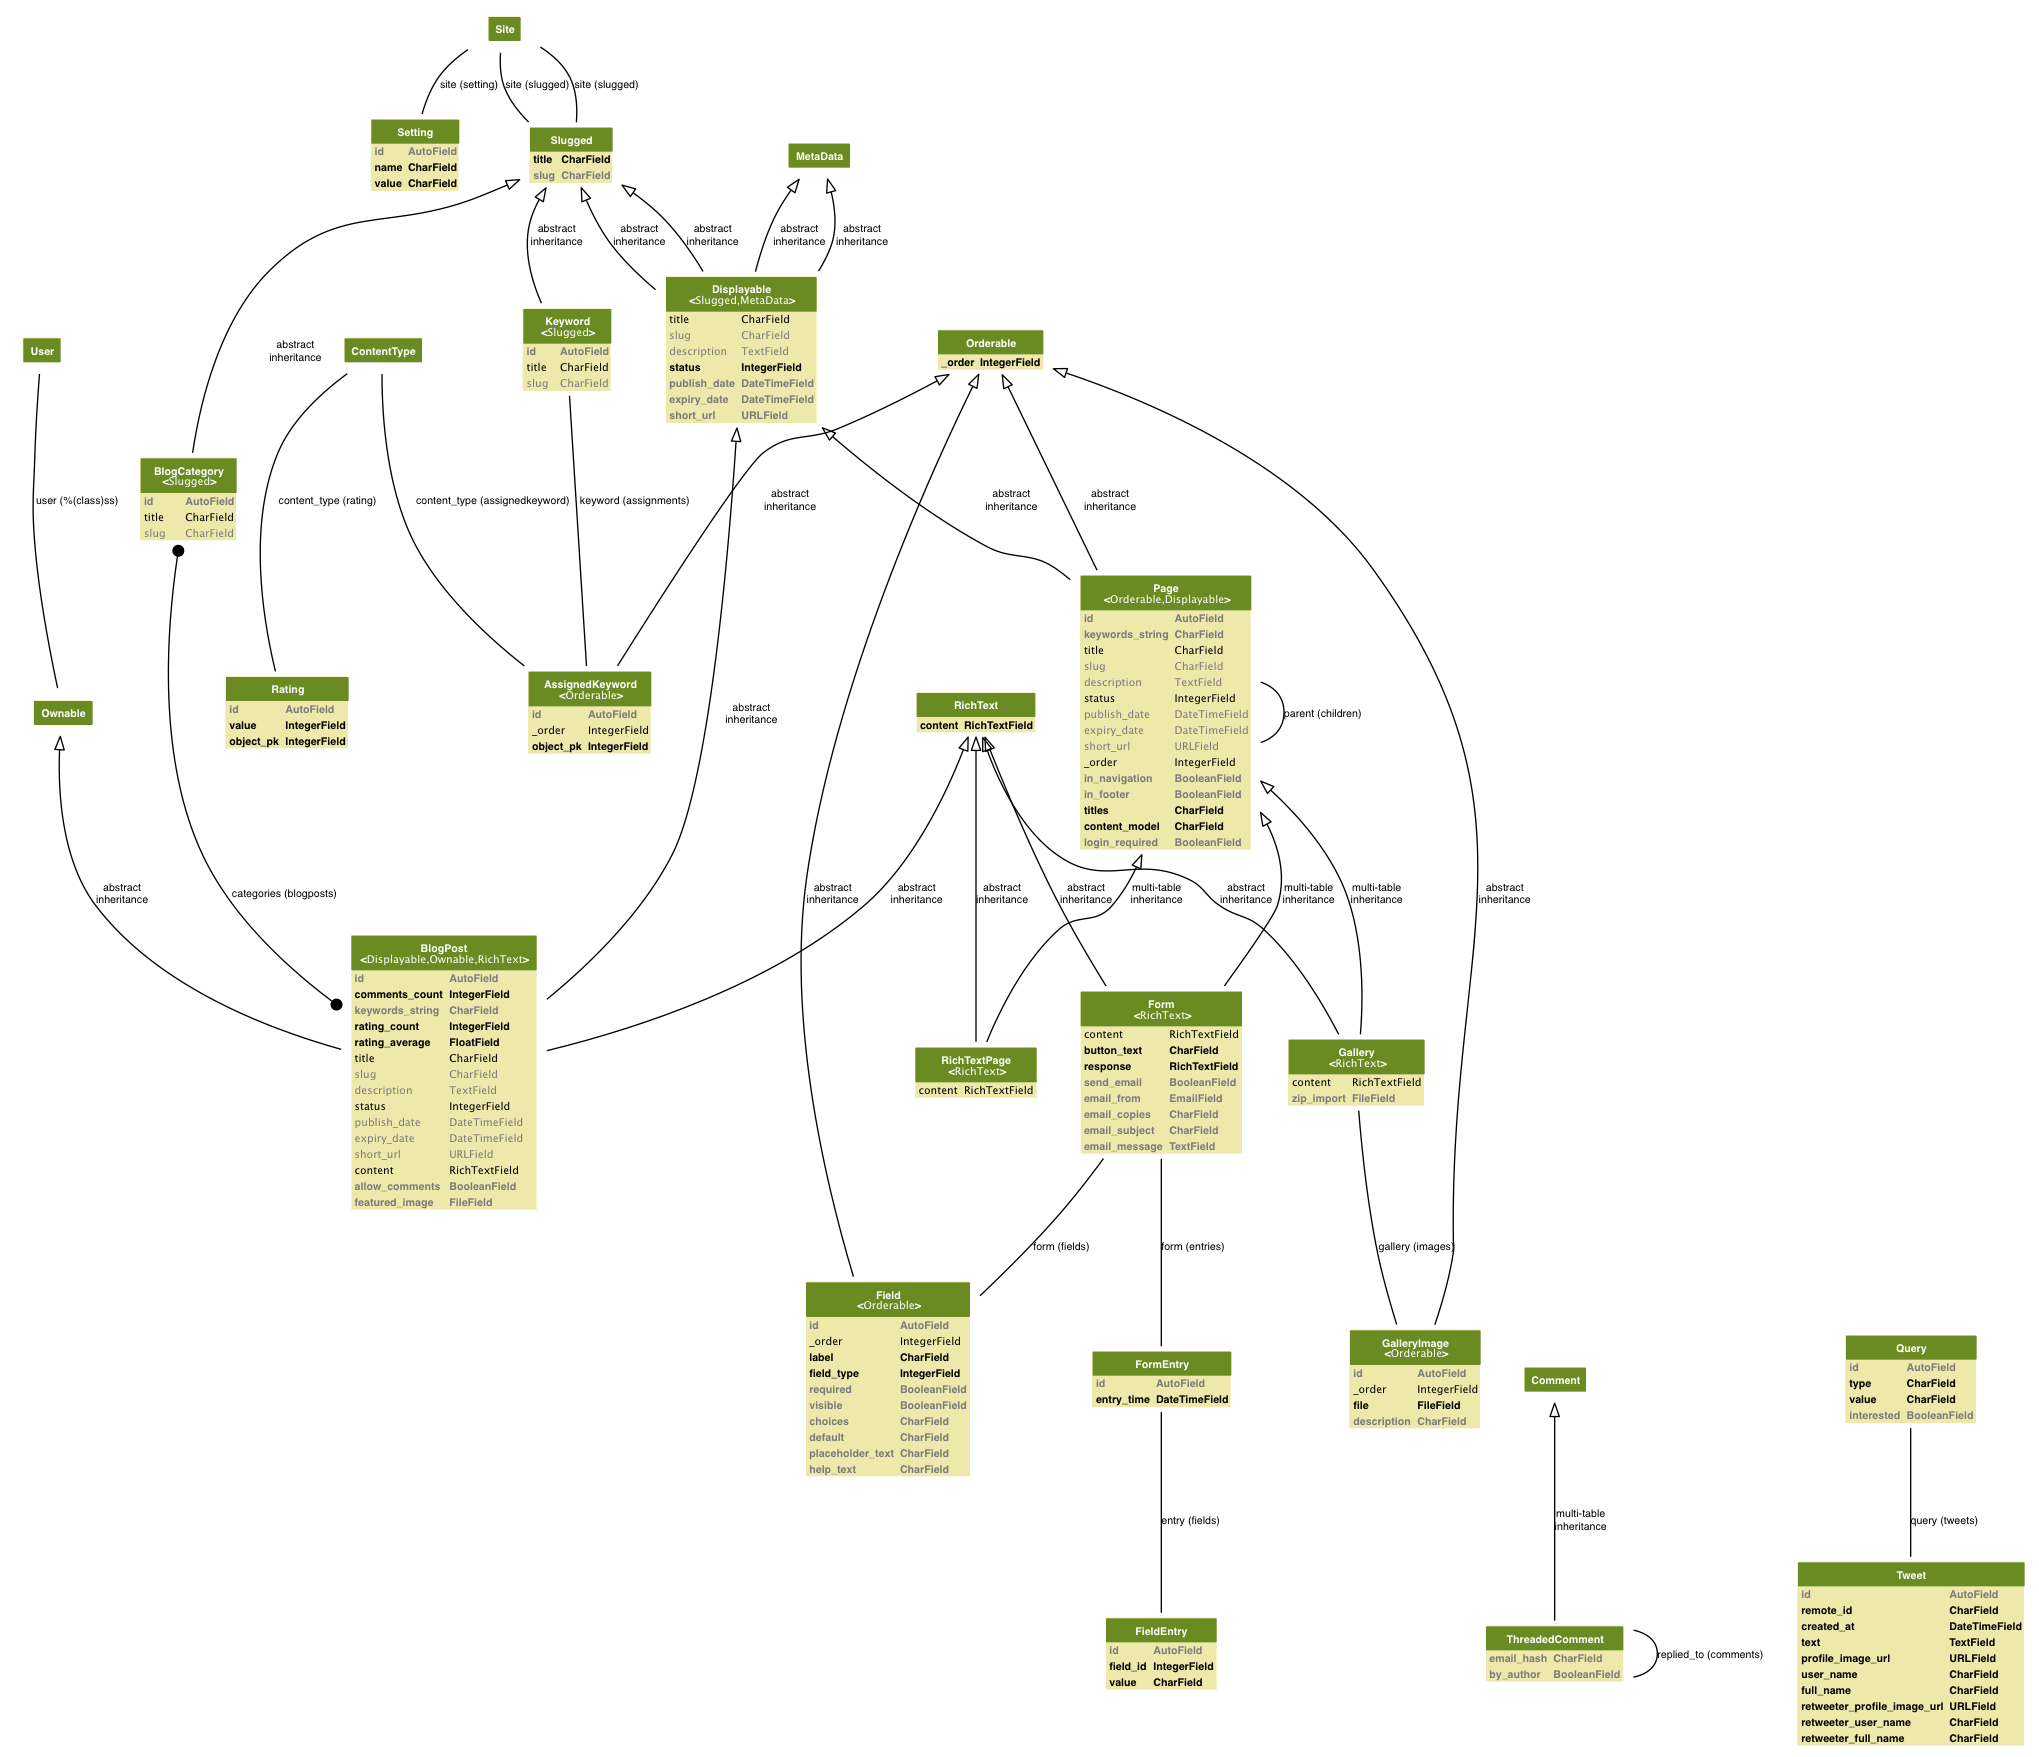 Site
site (setting)
site (slugged)
site (slugged)
Setting
id AutoField
name CharField
value CharField
Slugged
title CharField
slug CharField
MetaData
abstract
inheritance
abstract
inheritance
abstract
inheritance
abstract
inheritance
abstract
inheritance
Displayable
<Slugged,MetaData>
title CharField
slug CharField
description TextField
status IntegerField
publish_date DateTimeField
expiry_date DateTimeField
short_url URLField
Keyword
<Slugged>
id AutoField
title CharField
slug CharField
Orderable
_order IntegerField
User
abstract
inheritance
ContentType
BlogCategory
<Slugged>
id AutoField
title CharField
slug CharField
user (%(class)ss)
content_type (rating)
content_type (assignedkeyword)
keyword (assignments)
abstract
inheritance
abstract
inheritance
abstract
inheritance
Page
<Orderable,Displayable>
id AutoField
keywords_string CharField
title CharField
slug CharField
description TextField
status IntegerField
publish_date DateTimeField
expiry_date DateTimeField
short_url URLField
_order IntegerField
in_navigation BooleanField
in_footer BooleanField
titles CharField
content_model CharField
login_required BooleanField
parent (children)
Ownable
Rating
id AutoField
value IntegerField
object_pk IntegerField
AssignedKeyword
<Orderable>
id AutoField
_order IntegerField
object_pk IntegerField
abstract
inheritance
RichText
content RichTextField
abstract
inheritance
categories (blogposts)
abstract
inheritance
abstract
inheritance
abstract
inheritance
abstract
inheritance
multi-table
inheritance
abstract
inheritance
multi-table
inheritance
multi-table
inheritance
abstract
inheritance
BlogPost
<Displayable,Ownable,RichText>
id AutoField
comments_count IntegerField
keywords_string CharField
rating_count IntegerField
rating_average FloatField
title CharField
slug CharField
description TextField
status IntegerField
publish_date DateTimeField
expiry_date DateTimeField
short_url URLField
content RichTextField
allow_comments BooleanField
featured_image FileField
RichTextPage
<RichText>
content RichTextField
Form
<RichText>
content RichTextField
button_text CharField
response RichTextField
send_email BooleanField
email_from EmailField
email_copies CharField
email_subject CharField
email_message TextField
Gallery
<RichText>
content RichTextField
zip_import FileField
form (fields)
form (entries)
gallery (images)
Field
<Orderable>
id AutoField
_order IntegerField
label CharField
field_type IntegerField
required BooleanField
visible BooleanField
choices CharField
default CharField
placeholder_text CharField
help_text CharField
FormEntry
id AutoField
entry_time DateTimeField
GalleryImage
<Orderable>
id AutoField
_order IntegerField
file FileField
description CharField
Comment
Query
id AutoField
type CharField
value CharField
interested BooleanField
entry (fields)
multi-table
inheritance
query (tweets)
FieldEntry
id AutoField
field_id IntegerField
value CharField
ThreadedComment
email_hash CharField
by_author BooleanField
replied_to (comments)
Tweet
id AutoField
remote_id CharField
created_at DateTimeField
text TextField
profile_image_url URLField
user_name CharField
full_name CharField
retweeter_profile_image_url URLField
retweeter_user_name CharField
retweeter_full_name CharField